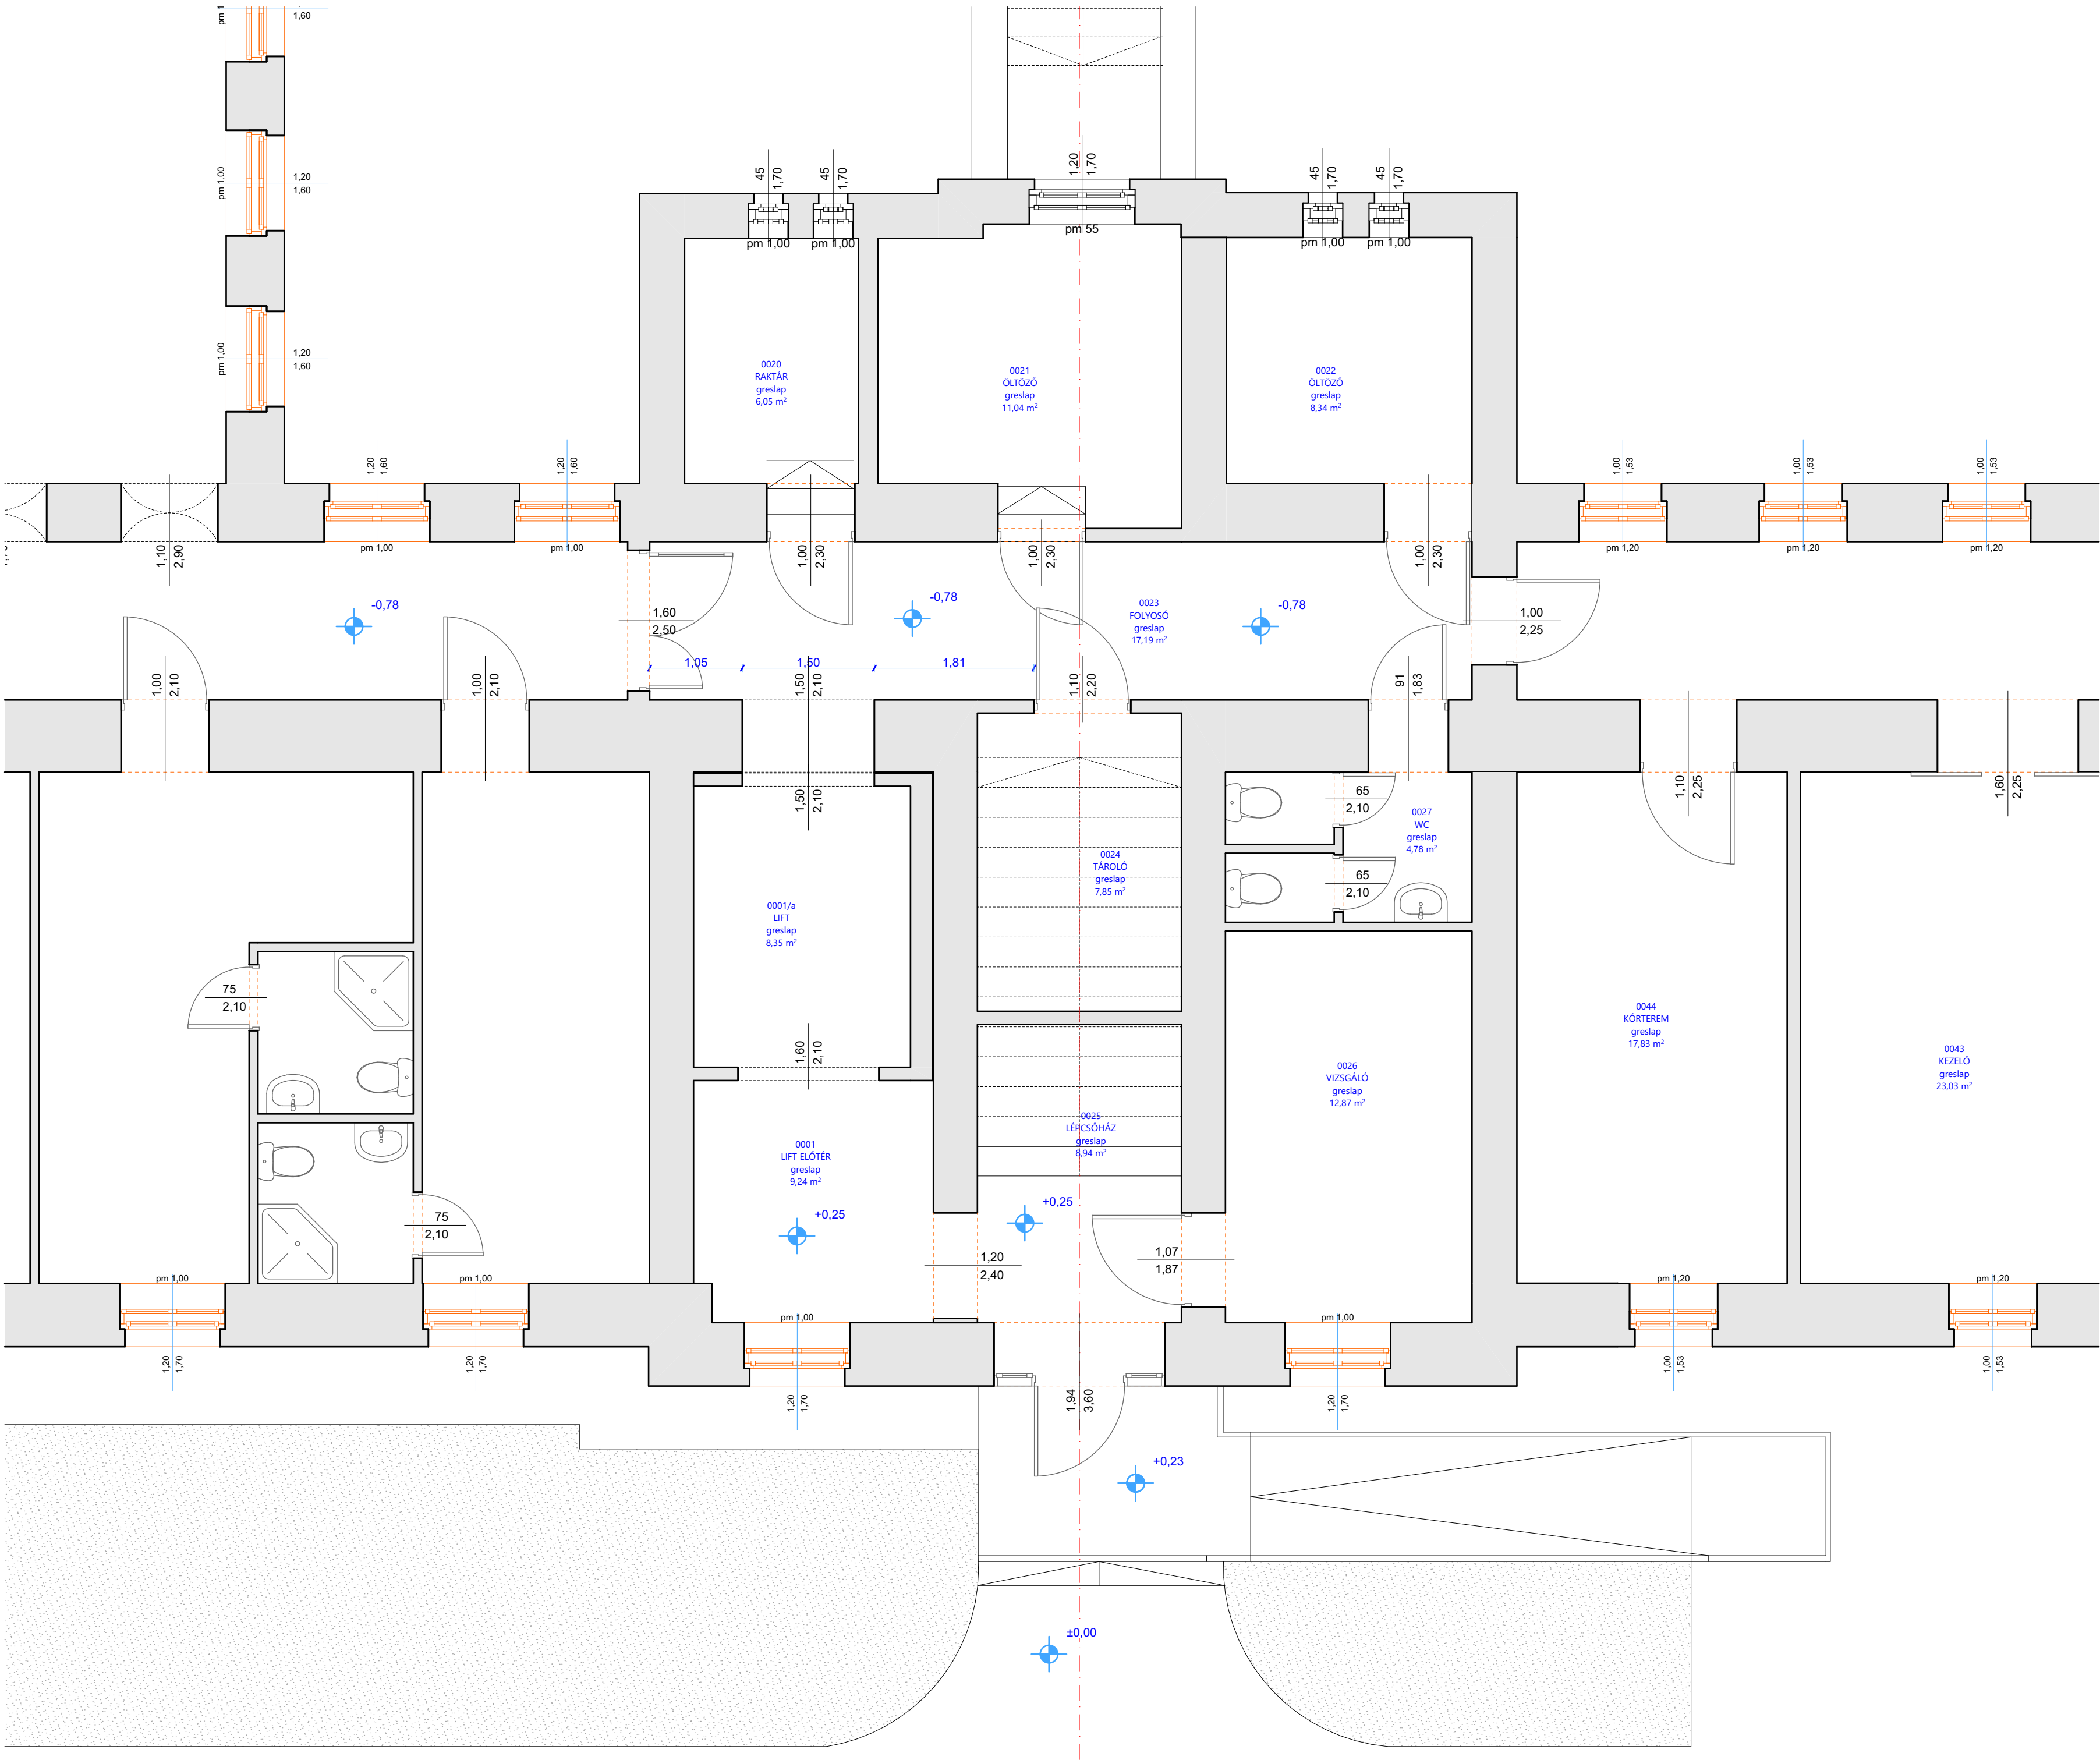 pm 1
1,60
pm 1,00
1,20
1,60
pm 1,00
1,20
1,60
45
1,70
45
1,70
1,20
1,70
45
1,70
45
1,70
pm 1,00
pm 1,00
pm 55
pm 1,00
pm 1,00
0020
RAKTÁR
greslap
6,05 m²
0021
ÖLTÖZŐ
greslap
11,04 m²
0022
ÖLTÖZŐ
greslap
8,34 m²
1,20
1,60
1,20
1,60
1,00
1,53
1,00
1,53
1,00
1,53
pm 1,00
pm 1,00
pm 1,20
pm 1,20
pm 1,20
1,10
2,90
1,00
2,30
1,00
2,30
1,00
2,30
-0,78
-0,78
-0,78
0023
FOLYOSÓ
greslap
17,19 m²
1,60
2,50
1,00
2,25
1,05
1,50
1,81
1,00
2,10
1,00
2,10
1,50
2,10
1,10
2,20
91
1,83
1,50
2,10
1,10
2,25
1,60
2,25
65
2,10
65
2,10
0027
WC
greslap
4,78 m²
0024
TÁROLÓ
greslap
7,85 m²
0001/a
LIFT
greslap
8,35 m²
75
2,10
1,60
2,10
0044
KÓRTEREM
greslap
17,83 m²
0043
KEZELŐ
greslap
23,03 m²
0026
VIZSGÁLÓ
greslap
12,87 m²
0025
LÉPCSŐHÁZ
greslap
8,94 m²
0001
LIFT ELŐTÉR
greslap
9,24 m²
+0,25
+0,25
75
2,10
1,20
2,40
1,07
1,87
pm 1,00
pm 1,00
pm 1,00
pm 1,00
pm 1,20
pm 1,20
1,20
1,70
1,20
1,70
1,20
1,70
1,94
3,60
1,20
1,70
1,00
1,53
1,00
1,53
+0,23
±0,00